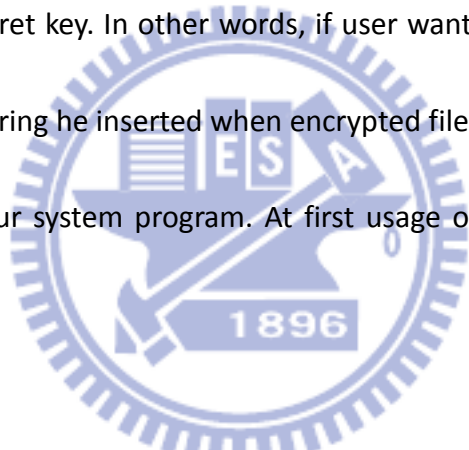 ret key. In other words, if user want
ring he inserted when encrypted file
ur system program. At first usage o
E S A
1896